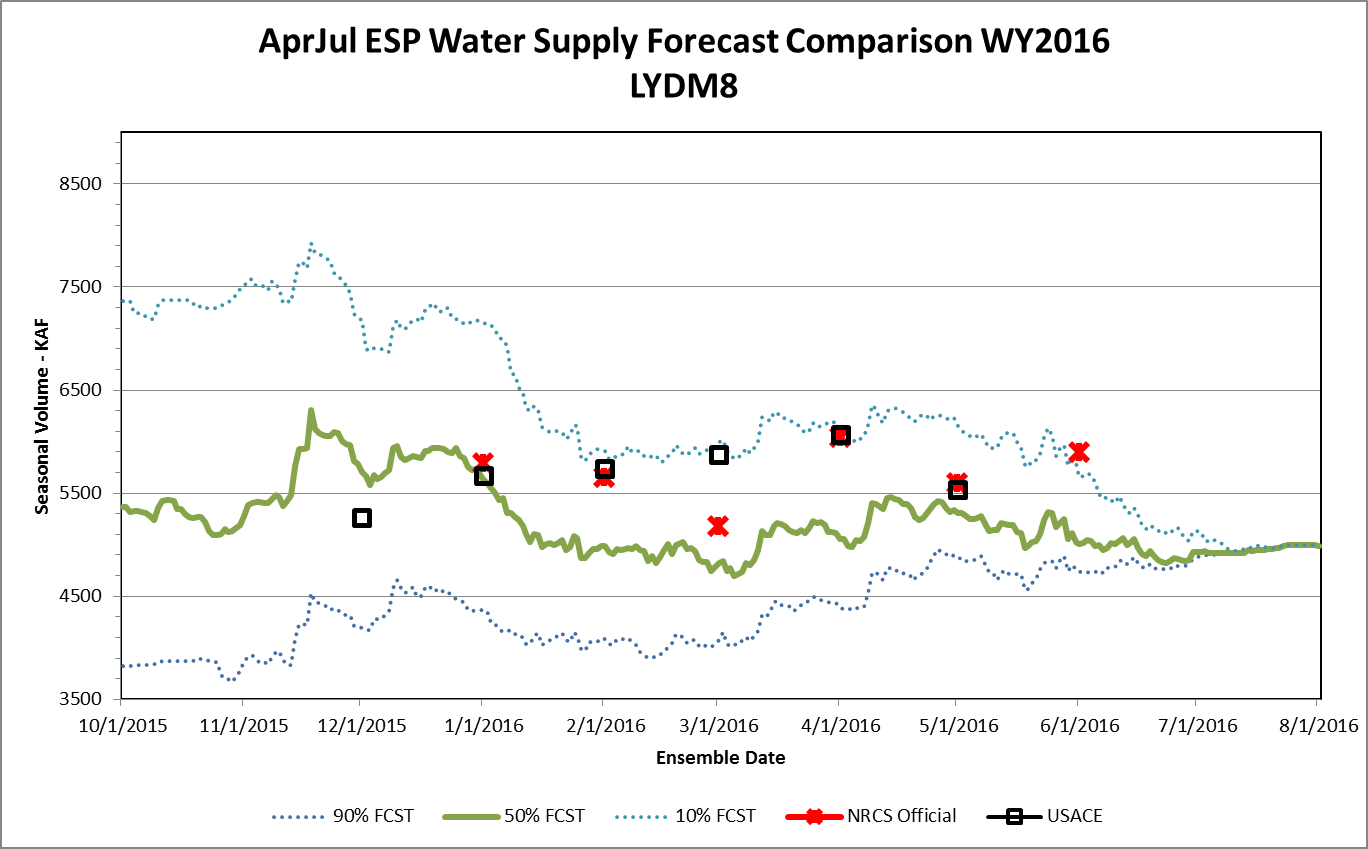 AprJul ESP Water Supply Forecast Comparison WY2016
LYDM8
Seasonal Volume - KAF
8500
7500
6500
5500
4500
3500
10/1/2015 11/1/2015 12/1/2015 1/1/2016 2/1/2016 3/1/2016 4/1/2016 5/1/2016 6/1/2016 7/1/2016 8/1/2016
Ensemble Date
90% FCST 50% FCST 10% FCST NRCS Official USACE